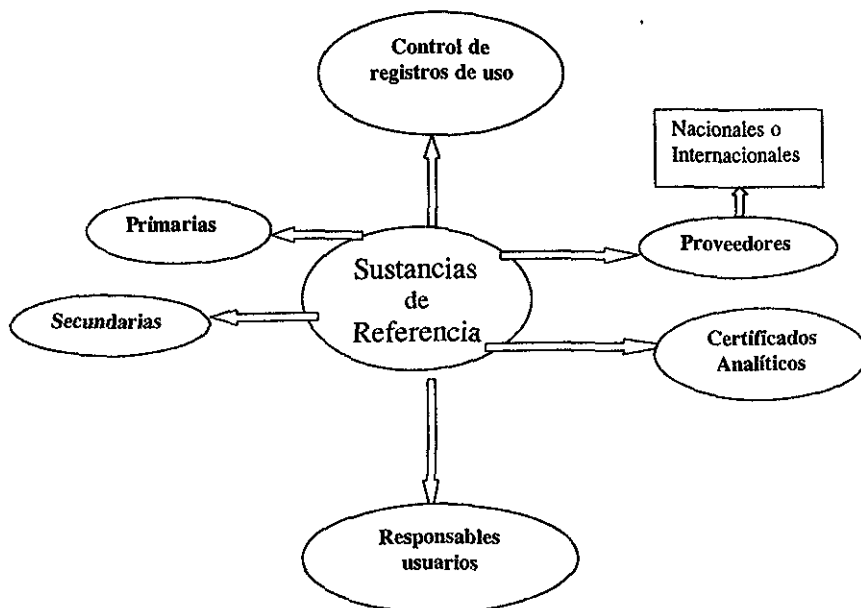 Control de
registros de uso
Nacionales o
Internacionales
Primarias
Proveedores
Sustancias
de
Referencia
Secundarias
Certificados
Analíticos
Responsables
usuarios